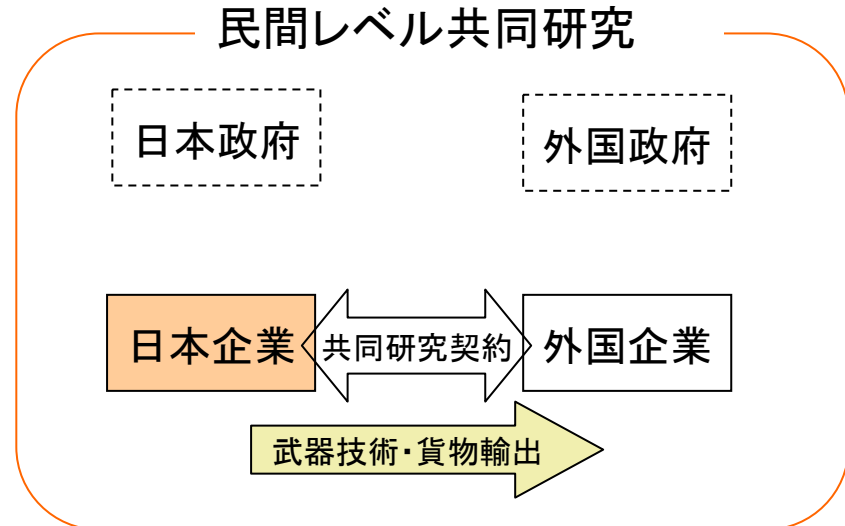 民間レベル共同研究
日本政府
外国政府
日本企業
共同研究契約
外国企業
武器技術・貨物輸出